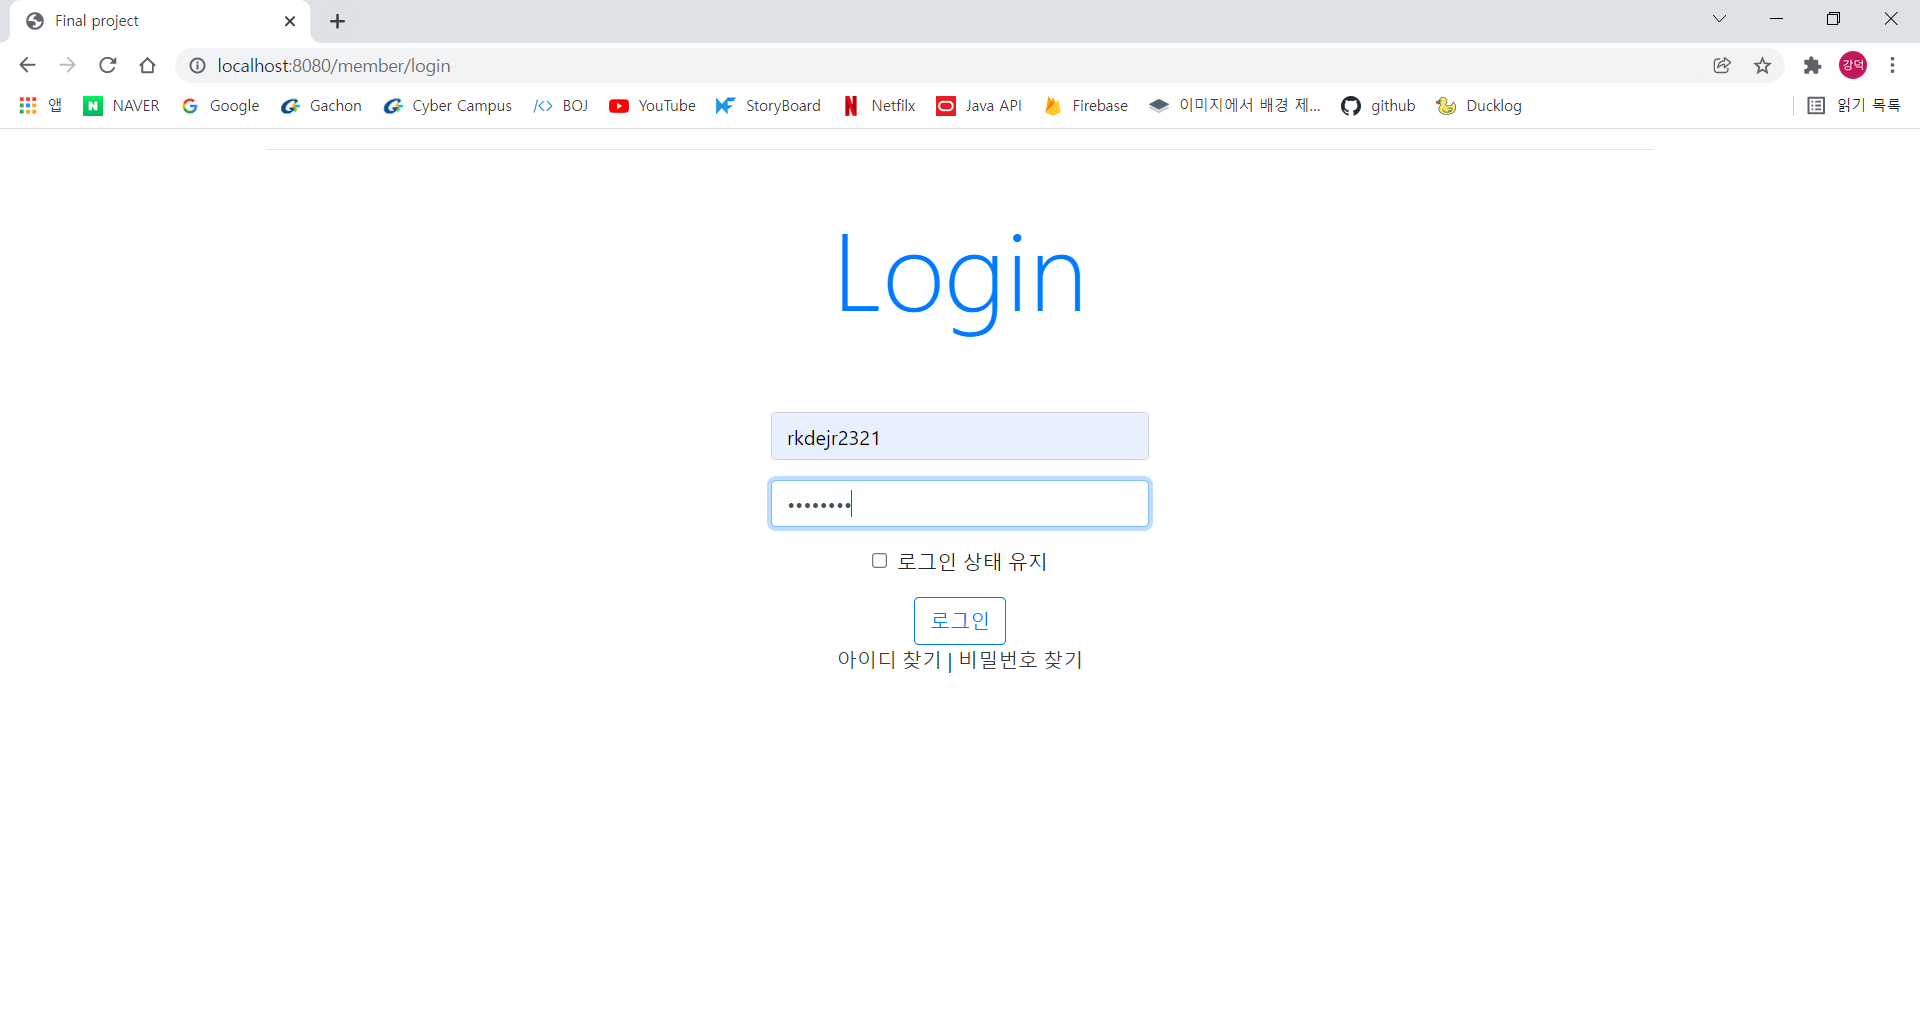 Final project
localhost:8080/member/login
강덕
앱 NAVER Google Gachon Cyber Campus BOJ YouTube StoryBoard Netfilx Java API Firebase 이미지에서 배경 제... github Ducklog 읽기 목록
Login
rkdejr2321
••••••••
로그인 상태 유지
로그인
아이디 찾기 | 비밀번호 찾기